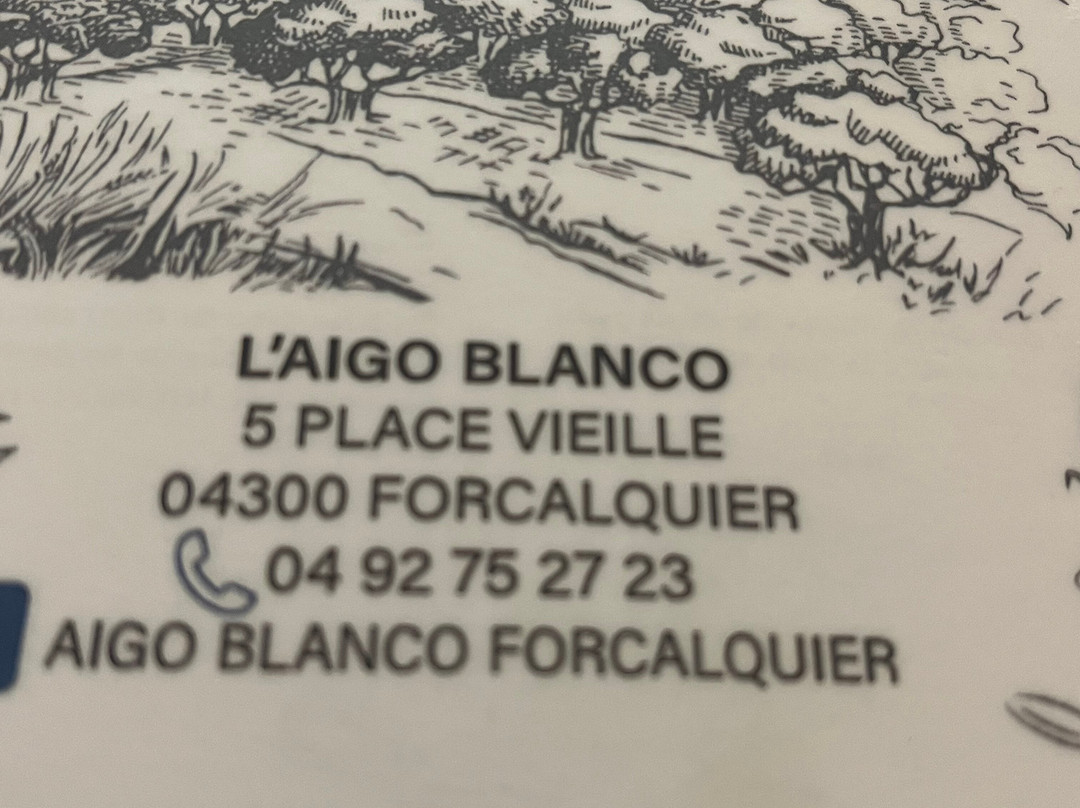 L'AIGO BLANCO
5 PLACE VIEILLE
04300 FORCALQUIER
04 92 75 27 23
AIGO BLANCO FORCALQUIER